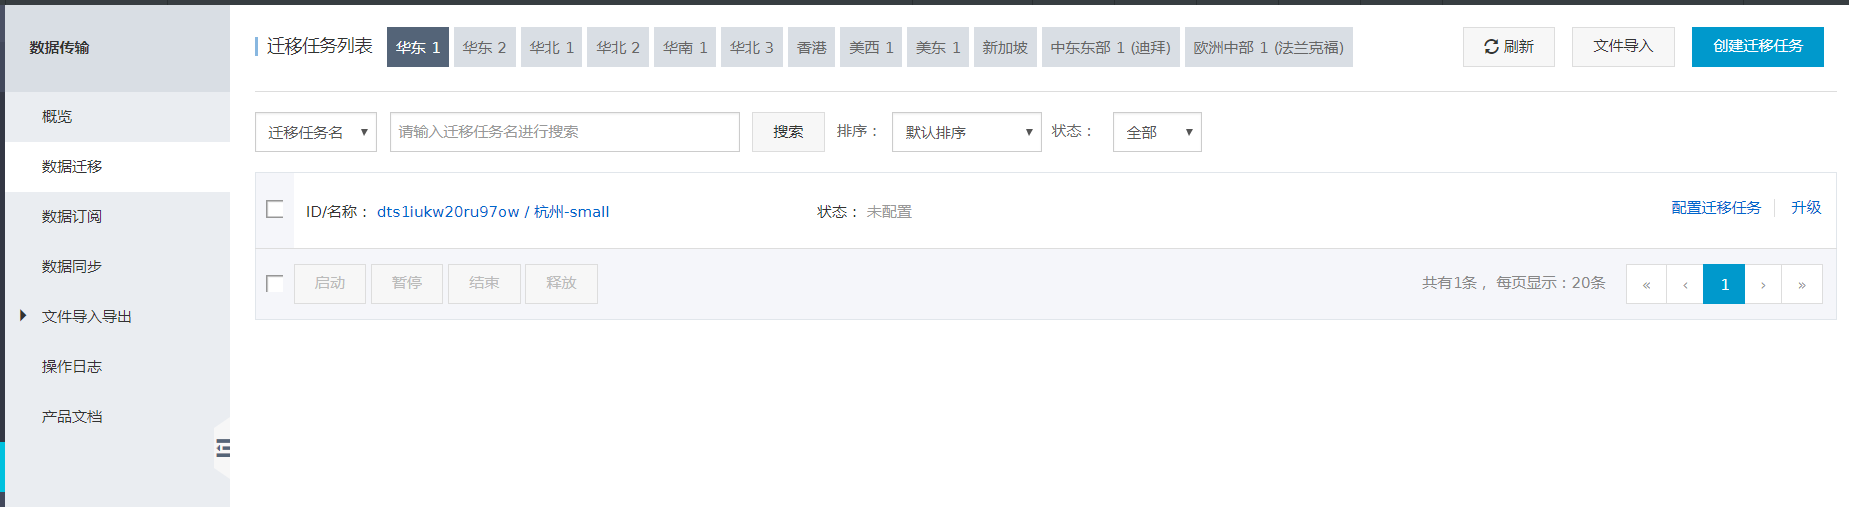 数据传输
概览
数据迁移
数据订阅
数据同步
文件导入导出
操作日志
产品文档
迁移任务列表 华东 1 华东 2 华北 1 华北 2 华南 1 华北 3 香港 美西 1 美东 1 新加坡 中东东部 1 (迪拜) 欧洲中部 1 (法兰克福) 刷新 文件导入 创建迁移任务
迁移任务名 请输入迁移任务名进行搜索 搜索 排序： 默认排序 状态： 全部
ID/名称： dts1iukw20ru97ow / 杭州-small 状态： 未配置 配置迁移任务 升级
启动 暂停 结束 释放 共有1条， 每页显示：20条 « ‹ 1 › »